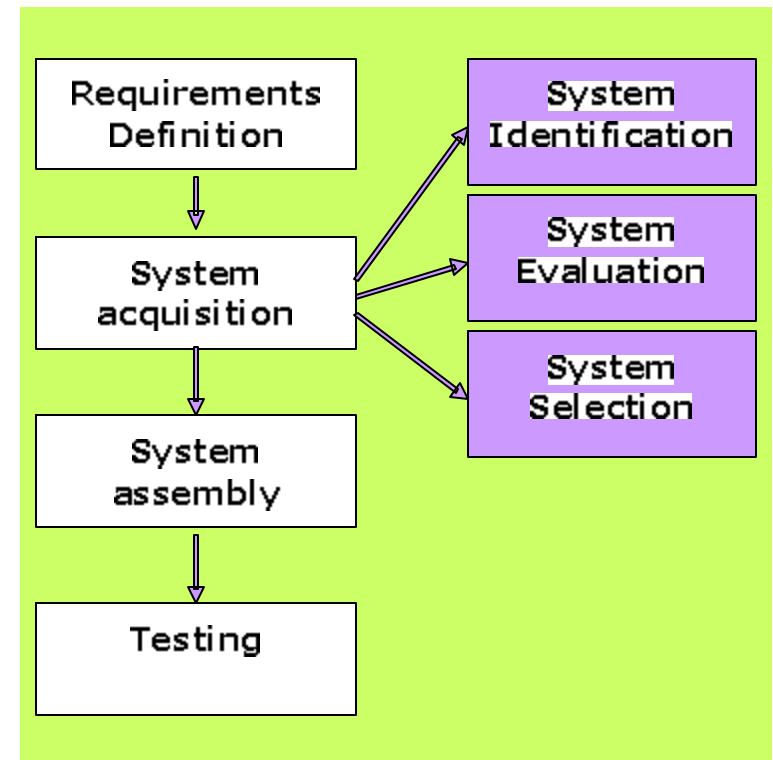 Requirements
Definition
System
acquisition
System
assembly
Testing
System
Identification
System
Evaluation
System
Selection